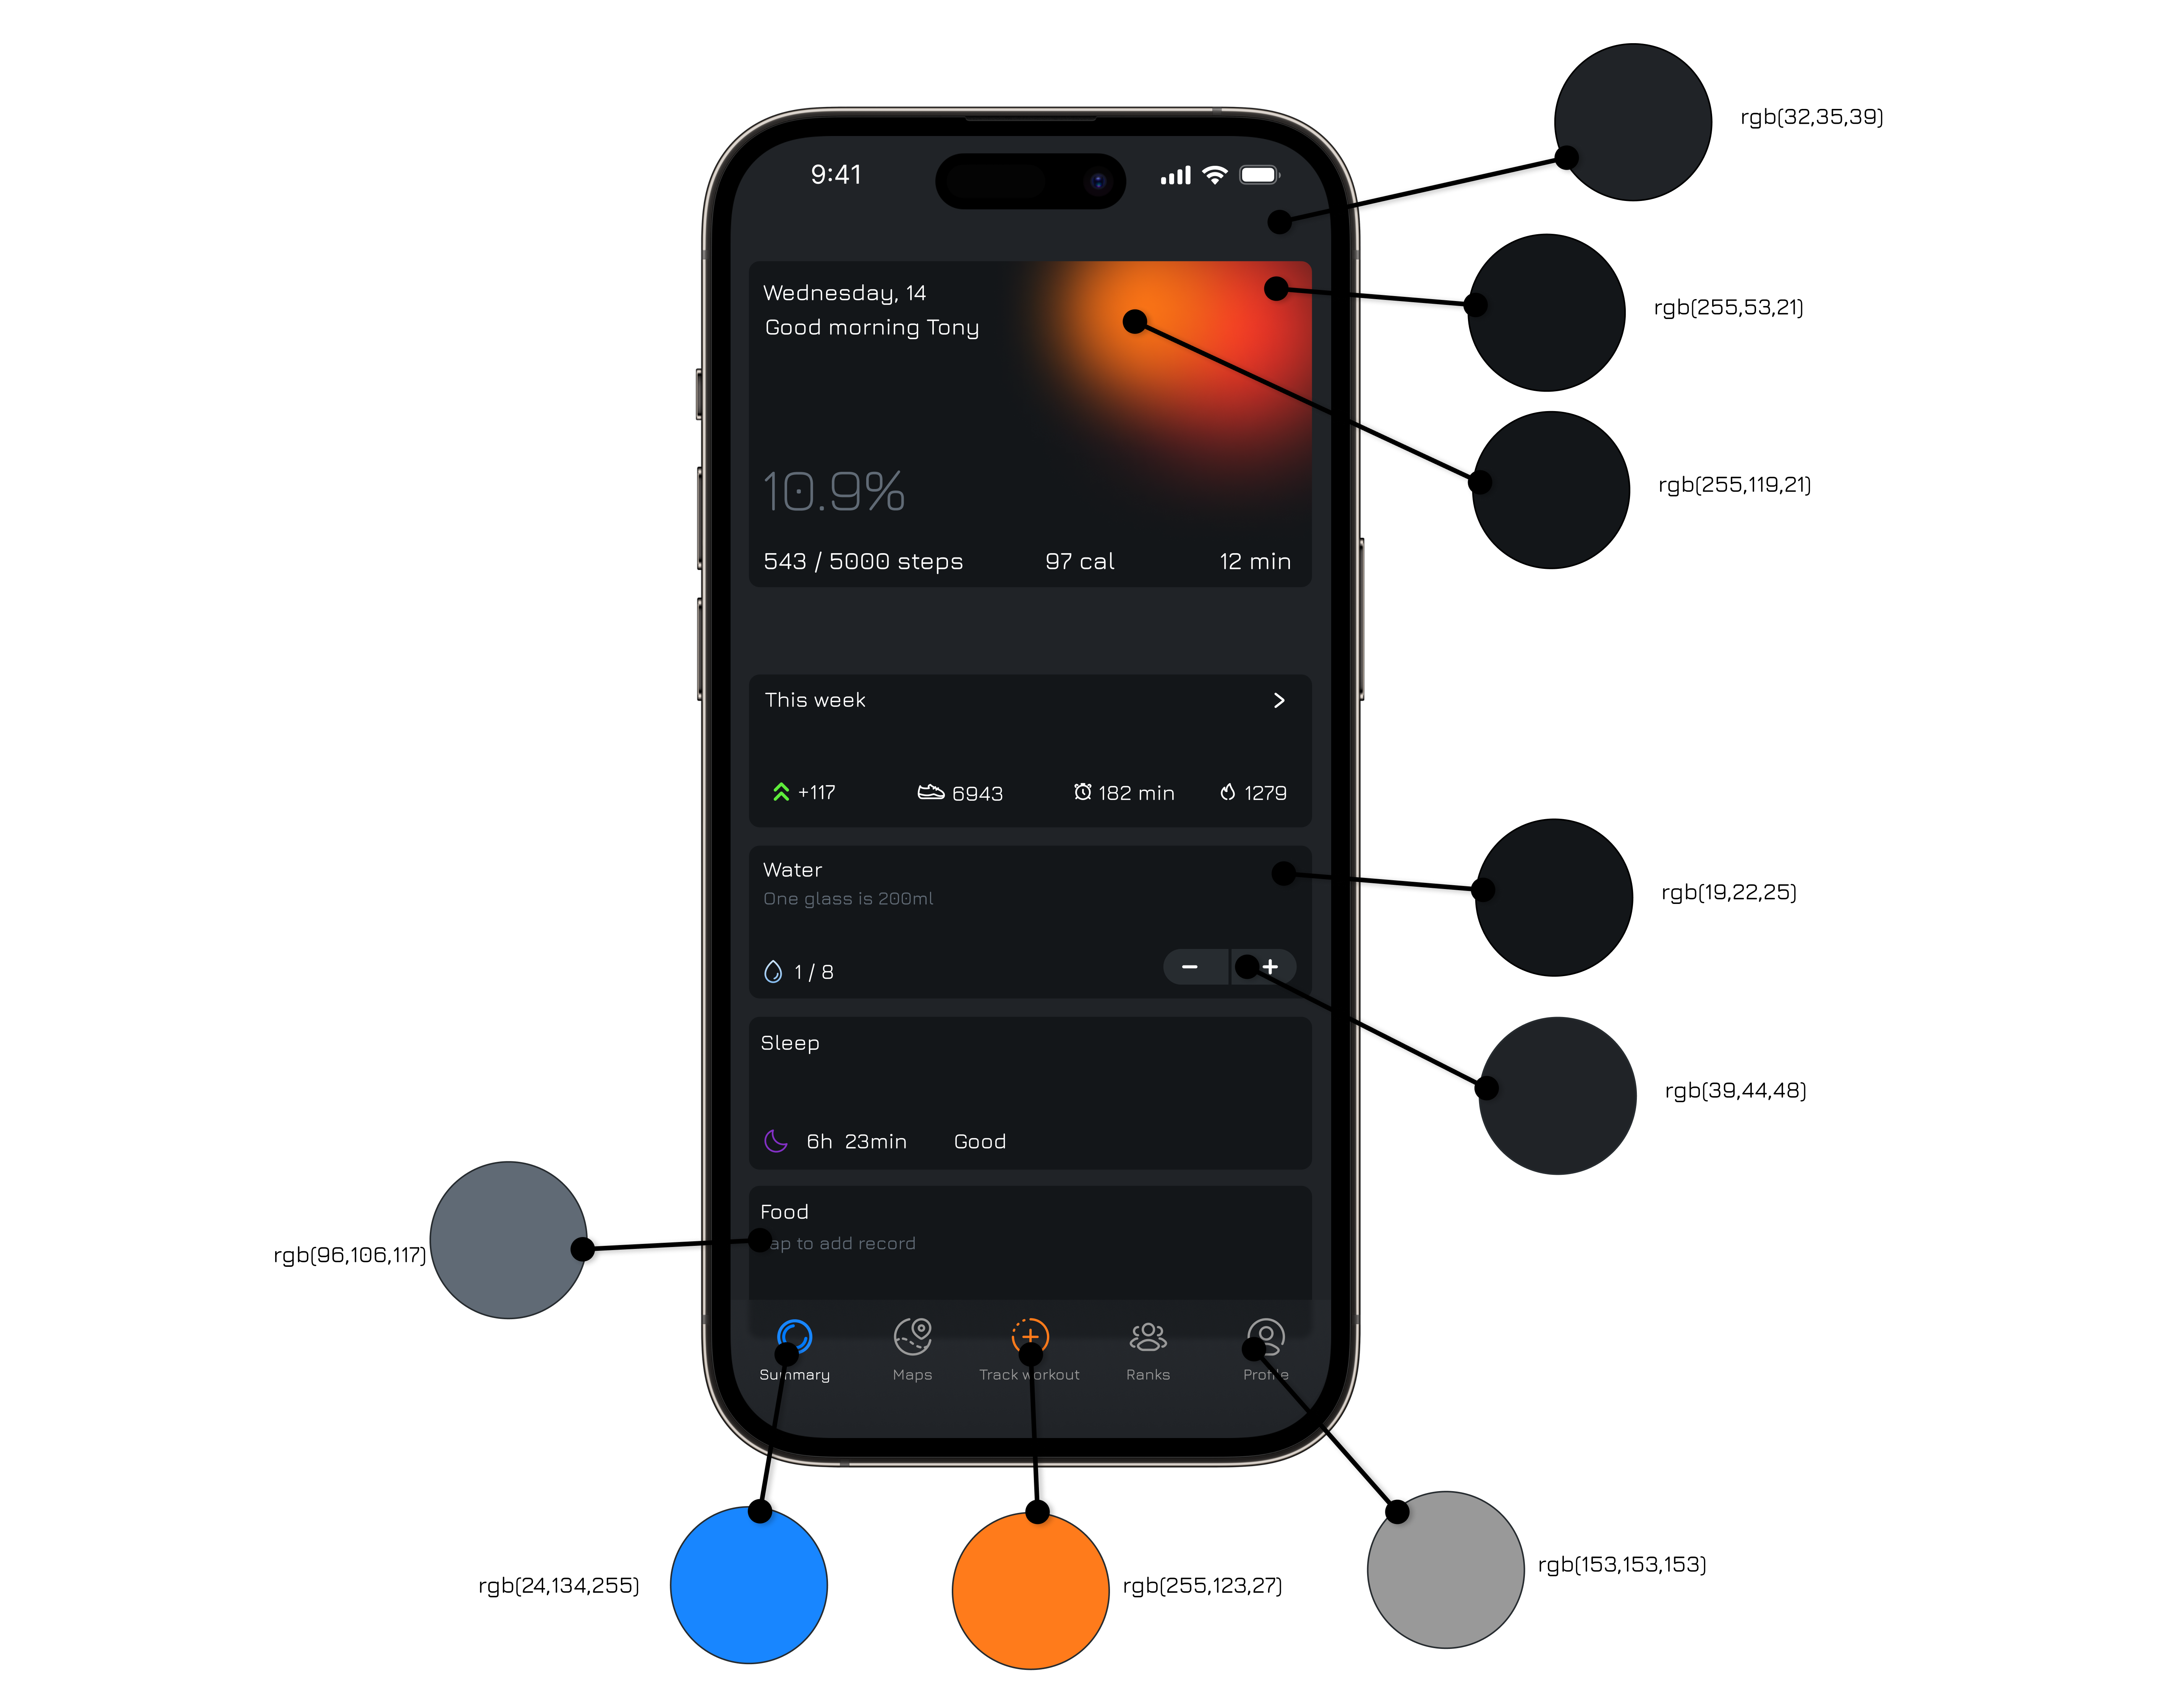 9:41
rgb(32,35,39)
Wednesday, 14
Good morning Tony
rgb(255,53,21)
rgb(255,119,21)
10.9%
543 / 5000 steps 97 cal 12 min
This week
+117 6943 182 min 1279
Water
One glass is 200ml
rgb(19,22,25)
1 / 8 − +
rgb(39,44,48)
Sleep
6h 23min Good
Food
ap to add record
rgb(96,106,117)
Summary Maps Track workout Ranks Profile
rgb(24,134,255)
rgb(255,123,27)
rgb(153,153,153)